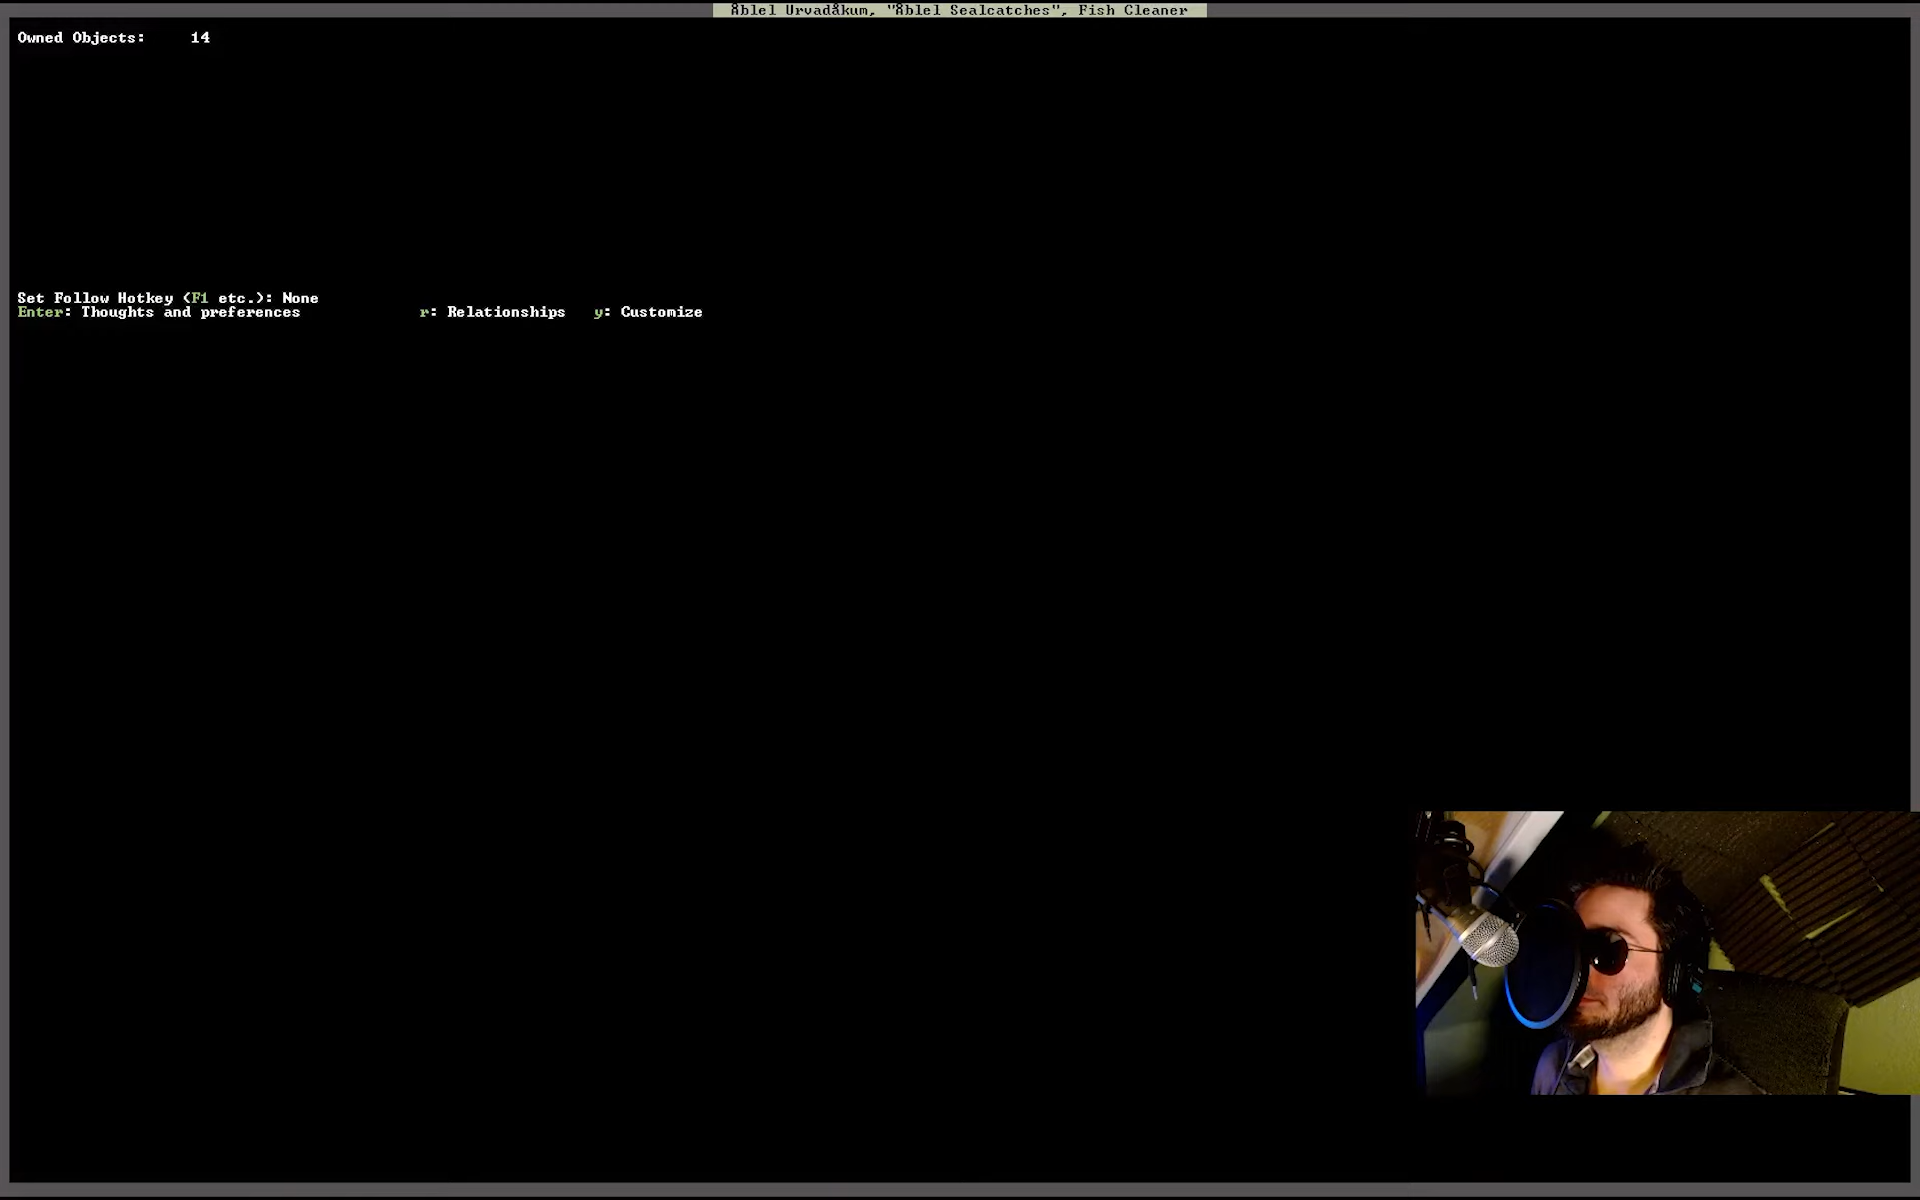 Åblel Urvadåkum, "Åblel Sealcatches", Fish Cleaner
Owned Objects: 14
Set Follow Hotkey (F1 etc.): None
Enter: Thoughts and preferences r: Relationships y: Customize